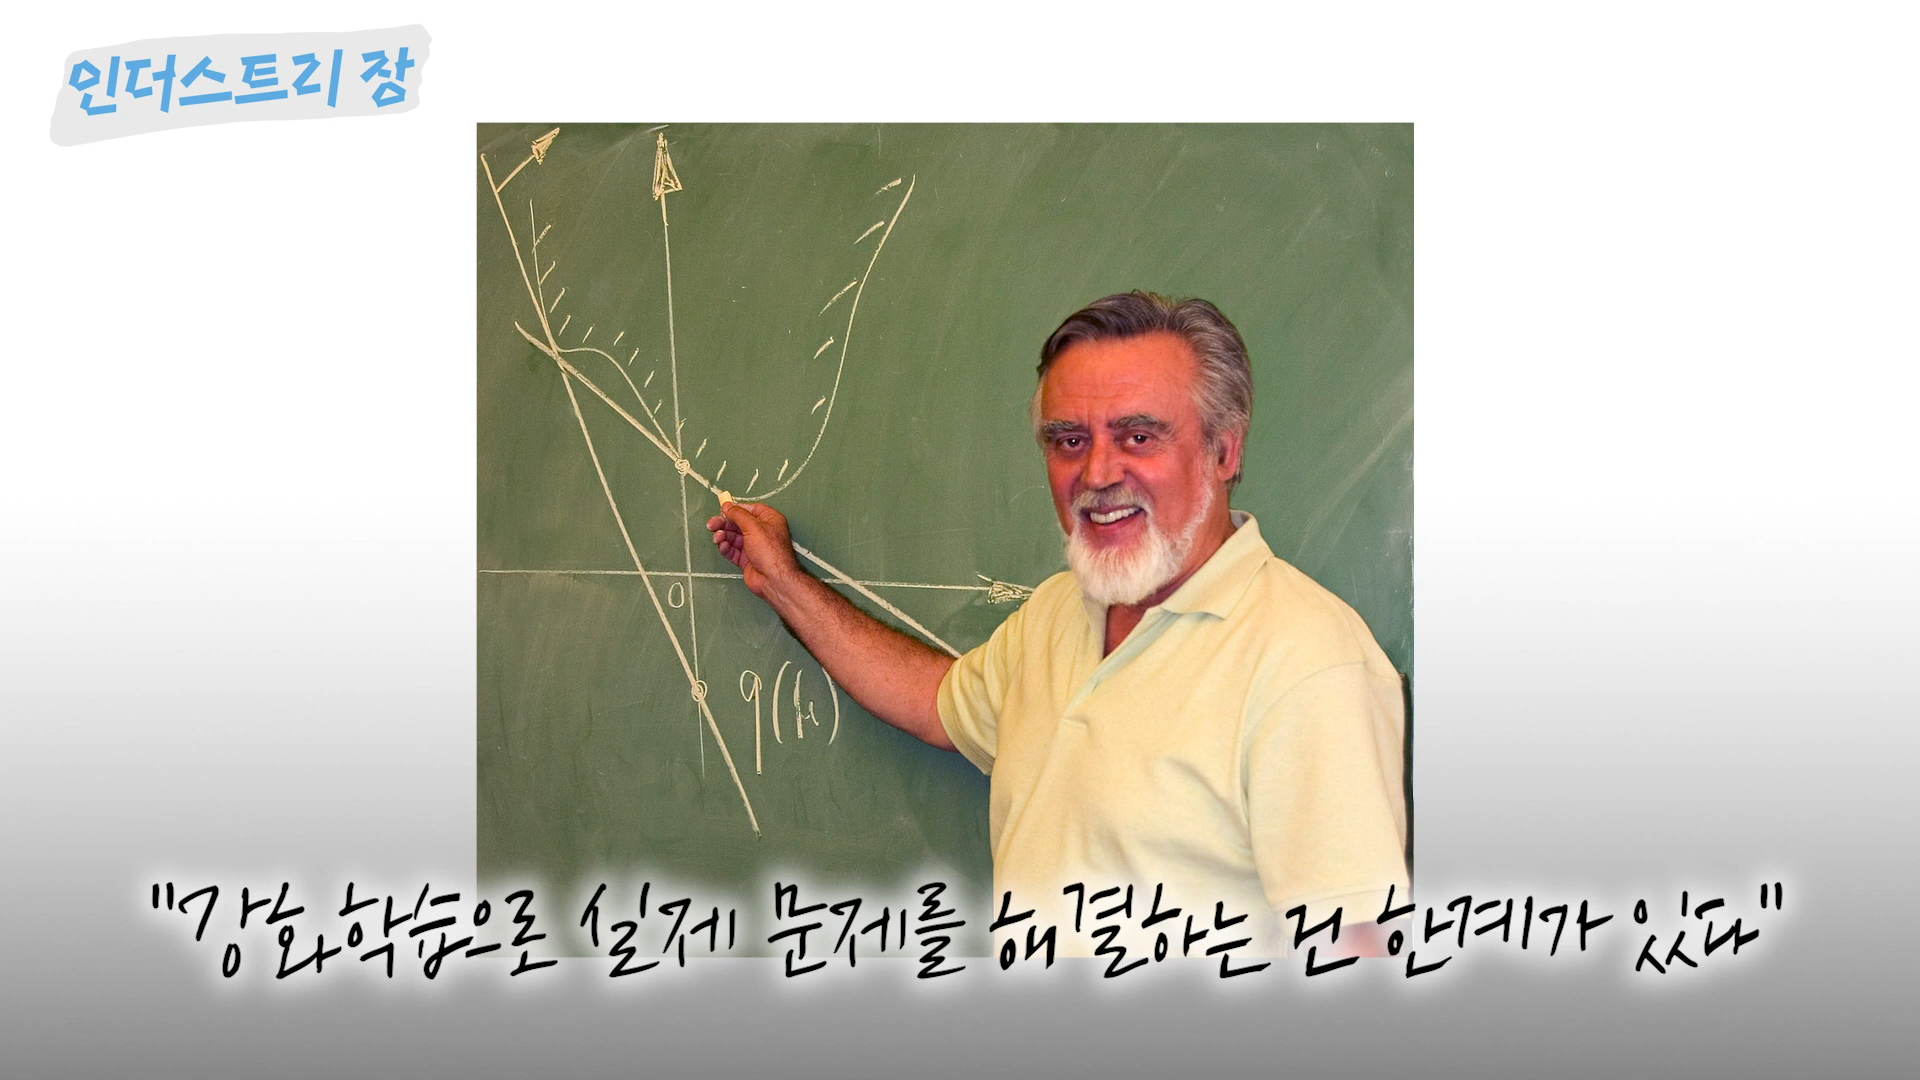 인더스트리 장
0
g(μ)
"강화학습으로 실제 문제를 해결하는 건 한계가 있다"